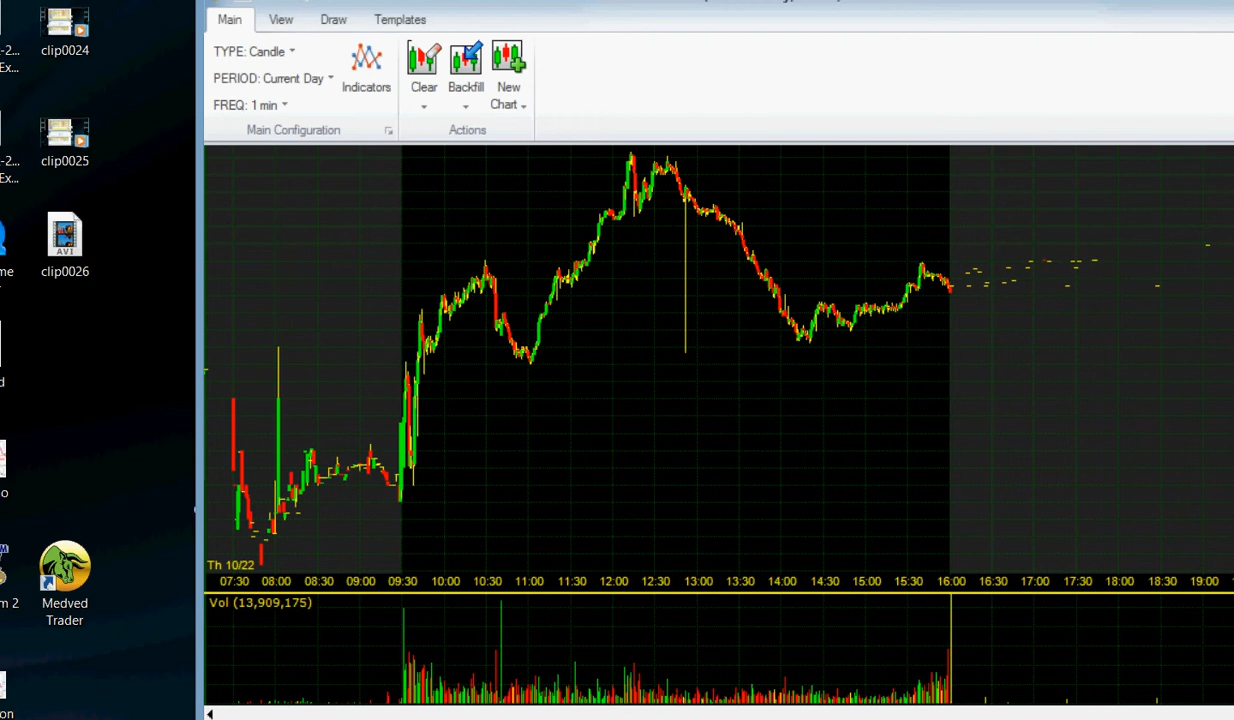 clip0024
clip0025
AVI
clip0026
Medved
Trader
Main
View
Draw
Templates
TYPE: Candle
PERIOD: Current Day
FREQ: 1 min
Indicators
Main Configuration
Clear
Backfill
New
Chart
Actions
Th 10/22
07:30 08:00 08:30 09:00 09:30 10:00 10:30 11:00 11:30 12:00 12:30 13:00 13:30 14:00 14:30 15:00 15:30 16:00 16:30 17:00 17:30 18:00 18:30 19:00
Vol (13,909,175)